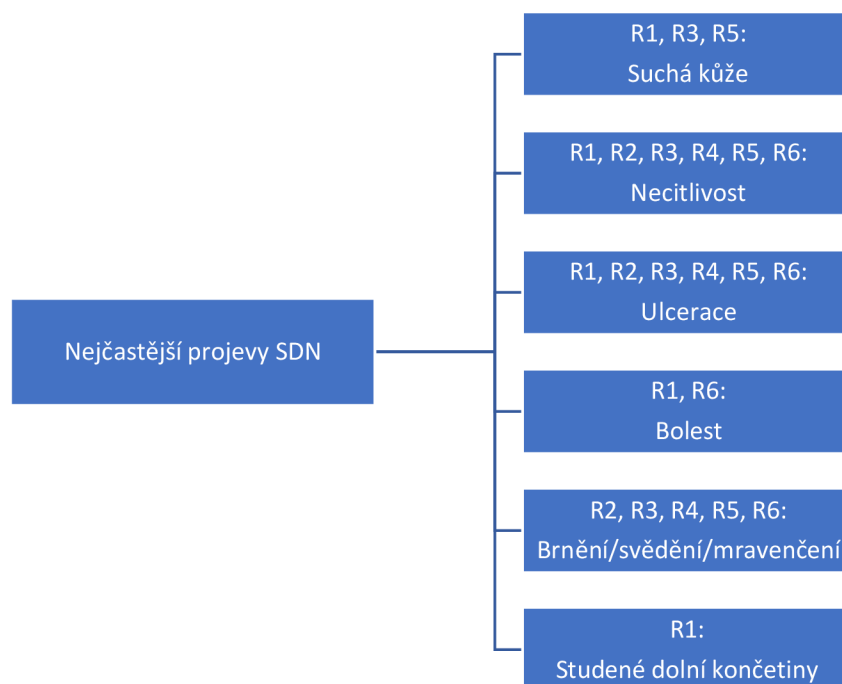 Nejčastější projevy SDN
R1, R3, R5:
Suchá kůže
R1, R2, R3, R4, R5, R6:
Necitlivost
R1, R2, R3, R4, R5, R6:
Ulcerace
R1, R6:
Bolest
R2, R3, R4, R5, R6:
Brnění/svědění/mravenčení
R1:
Studené dolní končetiny